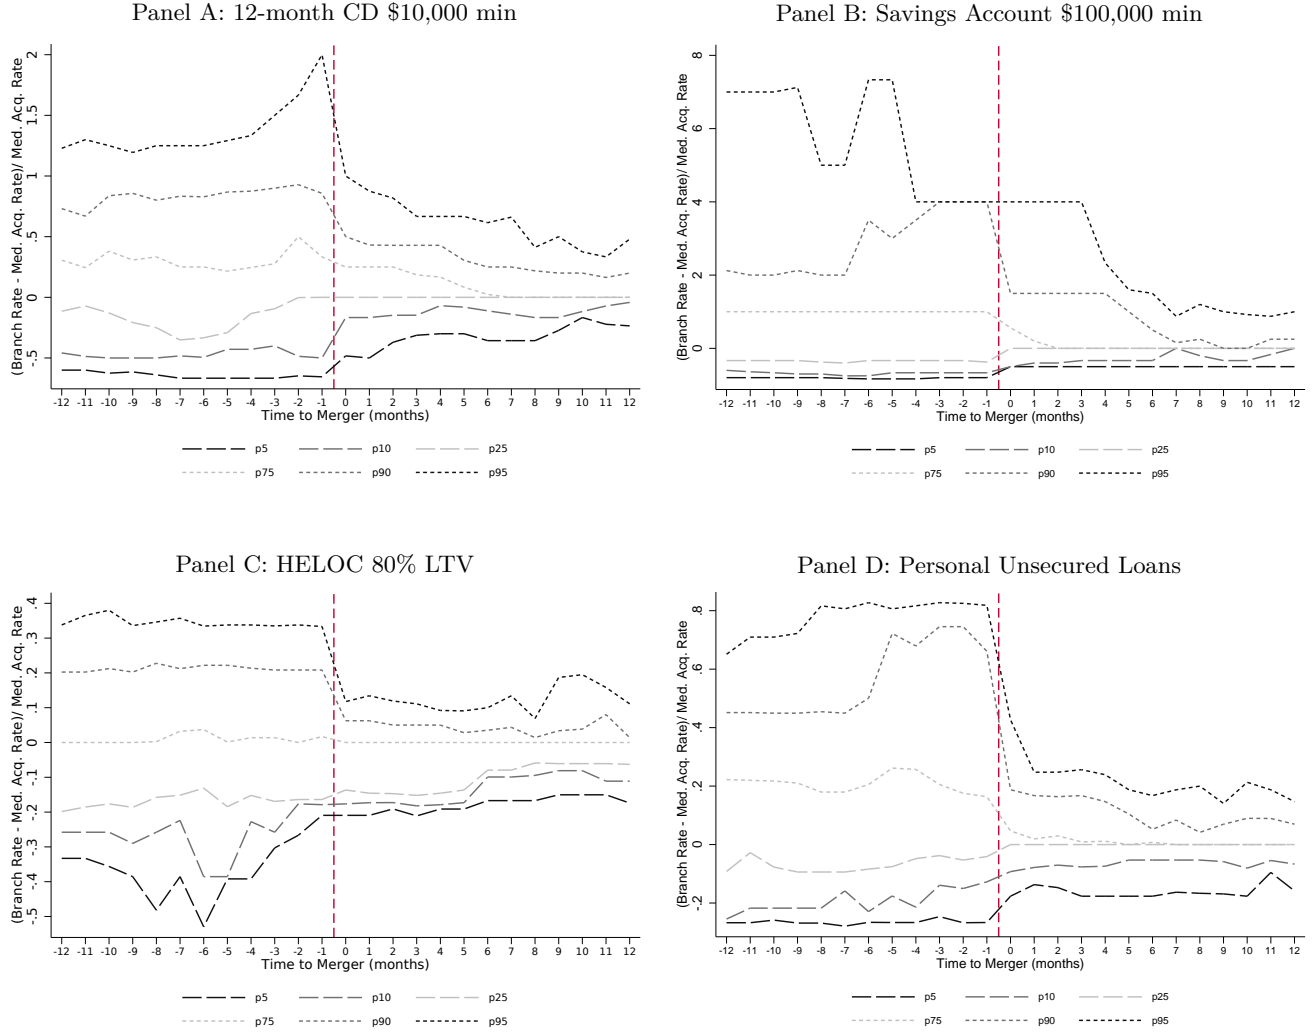 Panel A: 12-month CD $10,000 min
(Branch Rate - Med. Acq. Rate)/ Med. Acq. Rate
2
1.5
1
.5
0
-.5
-12 -11 -10 -9 -8 -7 -6 -5 -4 -3 -2 -1 0 1 2 3 4 5 6 7 8 9 10 11 12
Time to Merger (months)
p5 p10 p25
p75 p90 p95
Panel B: Savings Account $100,000 min
(Branch Rate - Med. Acq. Rate)/ Med. Acq. Rate
8
6
4
2
0
-12 -11 -10 -9 -8 -7 -6 -5 -4 -3 -2 -1 0 1 2 3 4 5 6 7 8 9 10 11 12
Time to Merger (months)
p5 p10 p25
p75 p90 p95
Panel C: HELOC 80% LTV
(Branch Rate - Med. Acq. Rate)/ Med. Acq. Rate
.4
.3
.2
.1
0
-.1
-.2
-.3
-.4
-.5
-12 -11 -10 -9 -8 -7 -6 -5 -4 -3 -2 -1 0 1 2 3 4 5 6 7 8 9 10 11 12
Time to Merger (months)
p5 p10 p25
p75 p90 p95
Panel D: Personal Unsecured Loans
(Branch Rate - Med. Acq. Rate)/ Med. Acq. Rate
.8
.6
.4
.2
0
-.2
-12 -11 -10 -9 -8 -7 -6 -5 -4 -3 -2 -1 0 1 2 3 4 5 6 7 8 9 10 11 12
Time to Merger (months)
p5 p10 p25
p75 p90 p95